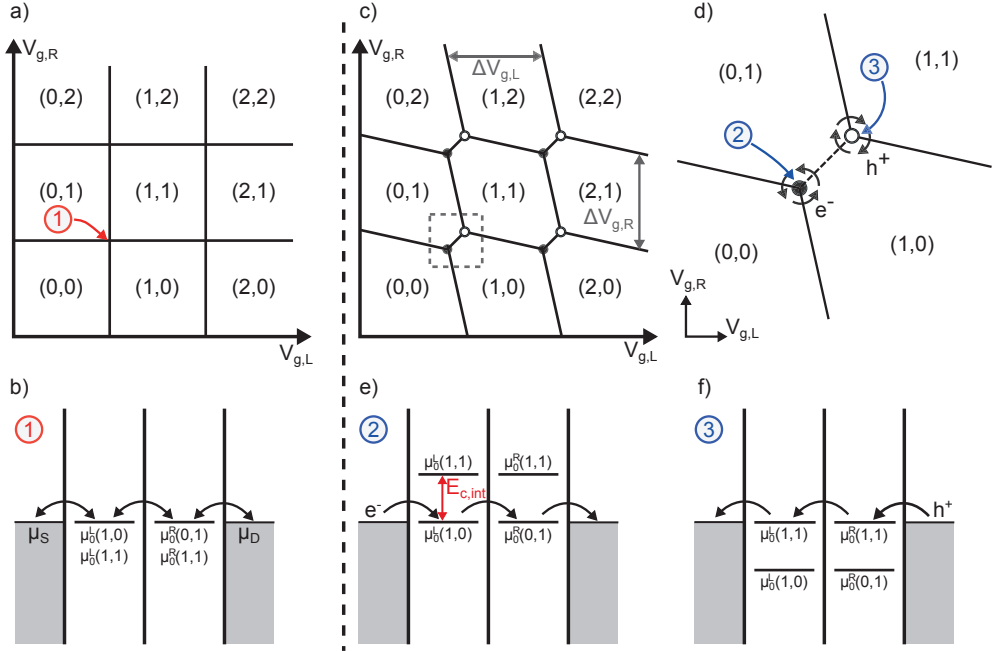 a)
V_g,R
(0,2) (1,2) (2,2)
(0,1) (1,1) (2,1)
1
(0,0) (1,0) (2,0)
V_g,L
b)
1
μ_S μ_0^L(1,0) μ_0^R(0,1) μ_D
μ_0^L(1,1) μ_0^R(1,1)
c)
V_g,R
ΔV_g,L
(0,2) (1,2) (2,2)
(0,1) (1,1) (2,1)
ΔV_g,R
(0,0) (1,0) (2,0)
V_g,L
d)
(0,1) (1,1)
3
2
h⁺
e⁻
(0,0) (1,0)
V_g,R
V_g,L
e)
2
μ_0^L(1,1) μ_0^R(1,1)
E_c,int
e⁻
μ_0^L(1,0) μ_0^R(0,1)
f)
3
h⁺
μ_0^L(1,1) μ_0^R(1,1)
μ_0^L(1,0) μ_0^R(0,1)